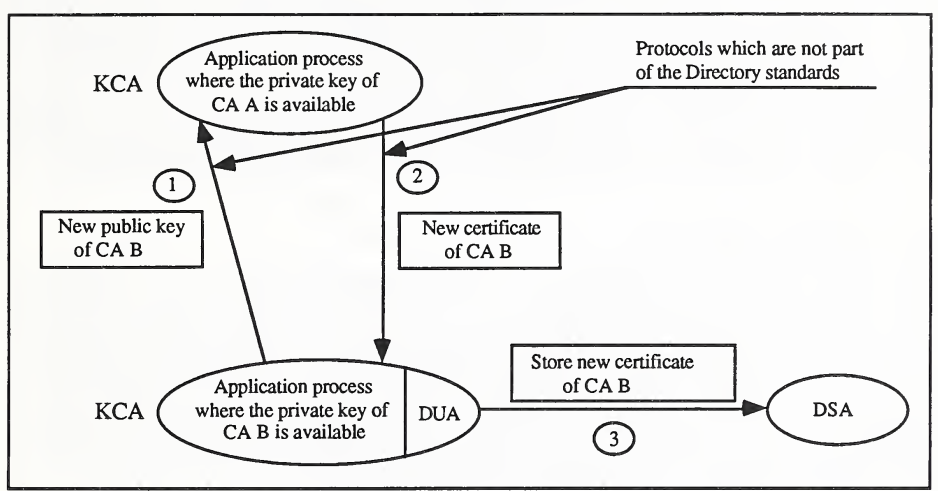 Application process
where the private key of
CA A is available
KCA
Protocols which are not part
of the Directory standards
1
2
New public key
of CA B
New certificate
of CA B
Store new certificate
of CA B
KCA
Application process
where the private key of
CA B is available
DUA
DSA
3